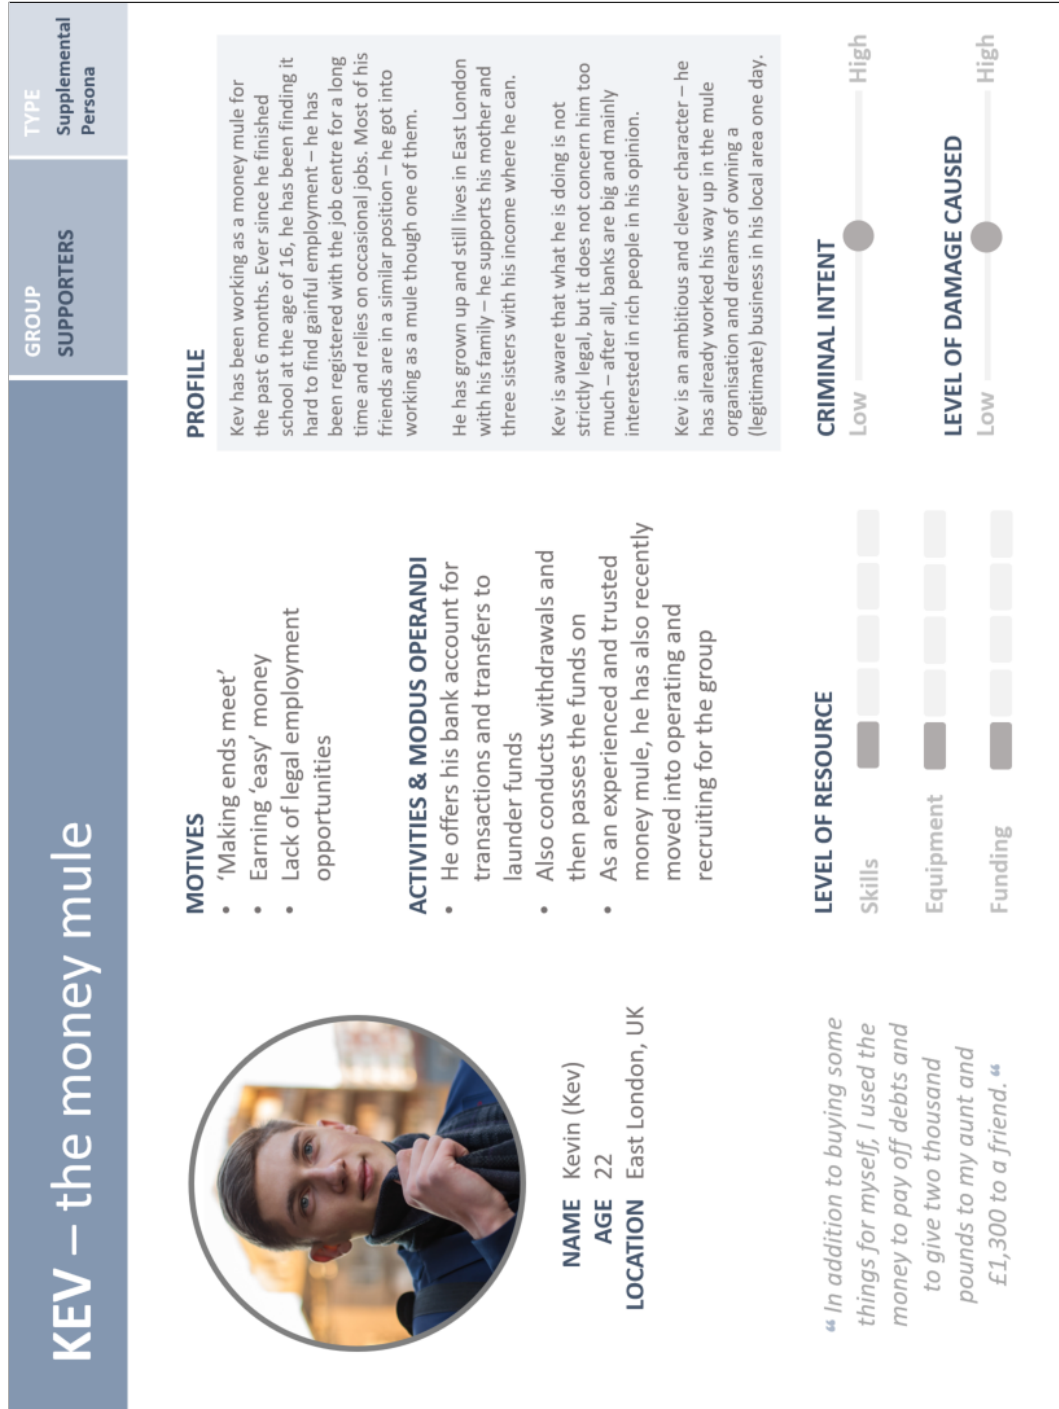 KEV – the money mule
GROUP
SUPPORTERS
TYPE
Supplemental
Persona
NAME Kevin (Kev)
AGE 22
LOCATION East London, UK
“ In addition to buying some
things for myself, I used the
money to pay off debts and
to give two thousand
pounds to my aunt and
£1,300 to a friend. “
MOTIVES
• ‘Making ends meet’
• Earning ‘easy’ money
• Lack of legal employment
opportunities
ACTIVITIES & MODUS OPERANDI
• He offers his bank account for
transactions and transfers to
launder funds
• Also conducts withdrawals and
then passes the funds on
• As an experienced and trusted
money mule, he has also recently
moved into operating and
recruiting for the group
LEVEL OF RESOURCE
Skills
Equipment
Funding
PROFILE
Kev has been working as a money mule for
the past 6 months. Ever since he finished
school at the age of 16, he has been finding it
hard to find gainful employment – he has
been registered with the job centre for a long
time and relies on occasional jobs. Most of his
friends are in a similar position – he got into
working as a mule though one of them.
He has grown up and still lives in East London
with his family – he supports his mother and
three sisters with his income where he can.
Kev is aware that what he is doing is not
strictly legal, but it does not concern him too
much – after all, banks are big and mainly
interested in rich people in his opinion.
Kev is an ambitious and clever character – he
has already worked his way up in the mule
organisation and dreams of owning a
(legitimate) business in his local area one day.
CRIMINAL INTENT
Low High
LEVEL OF DAMAGE CAUSED
Low High